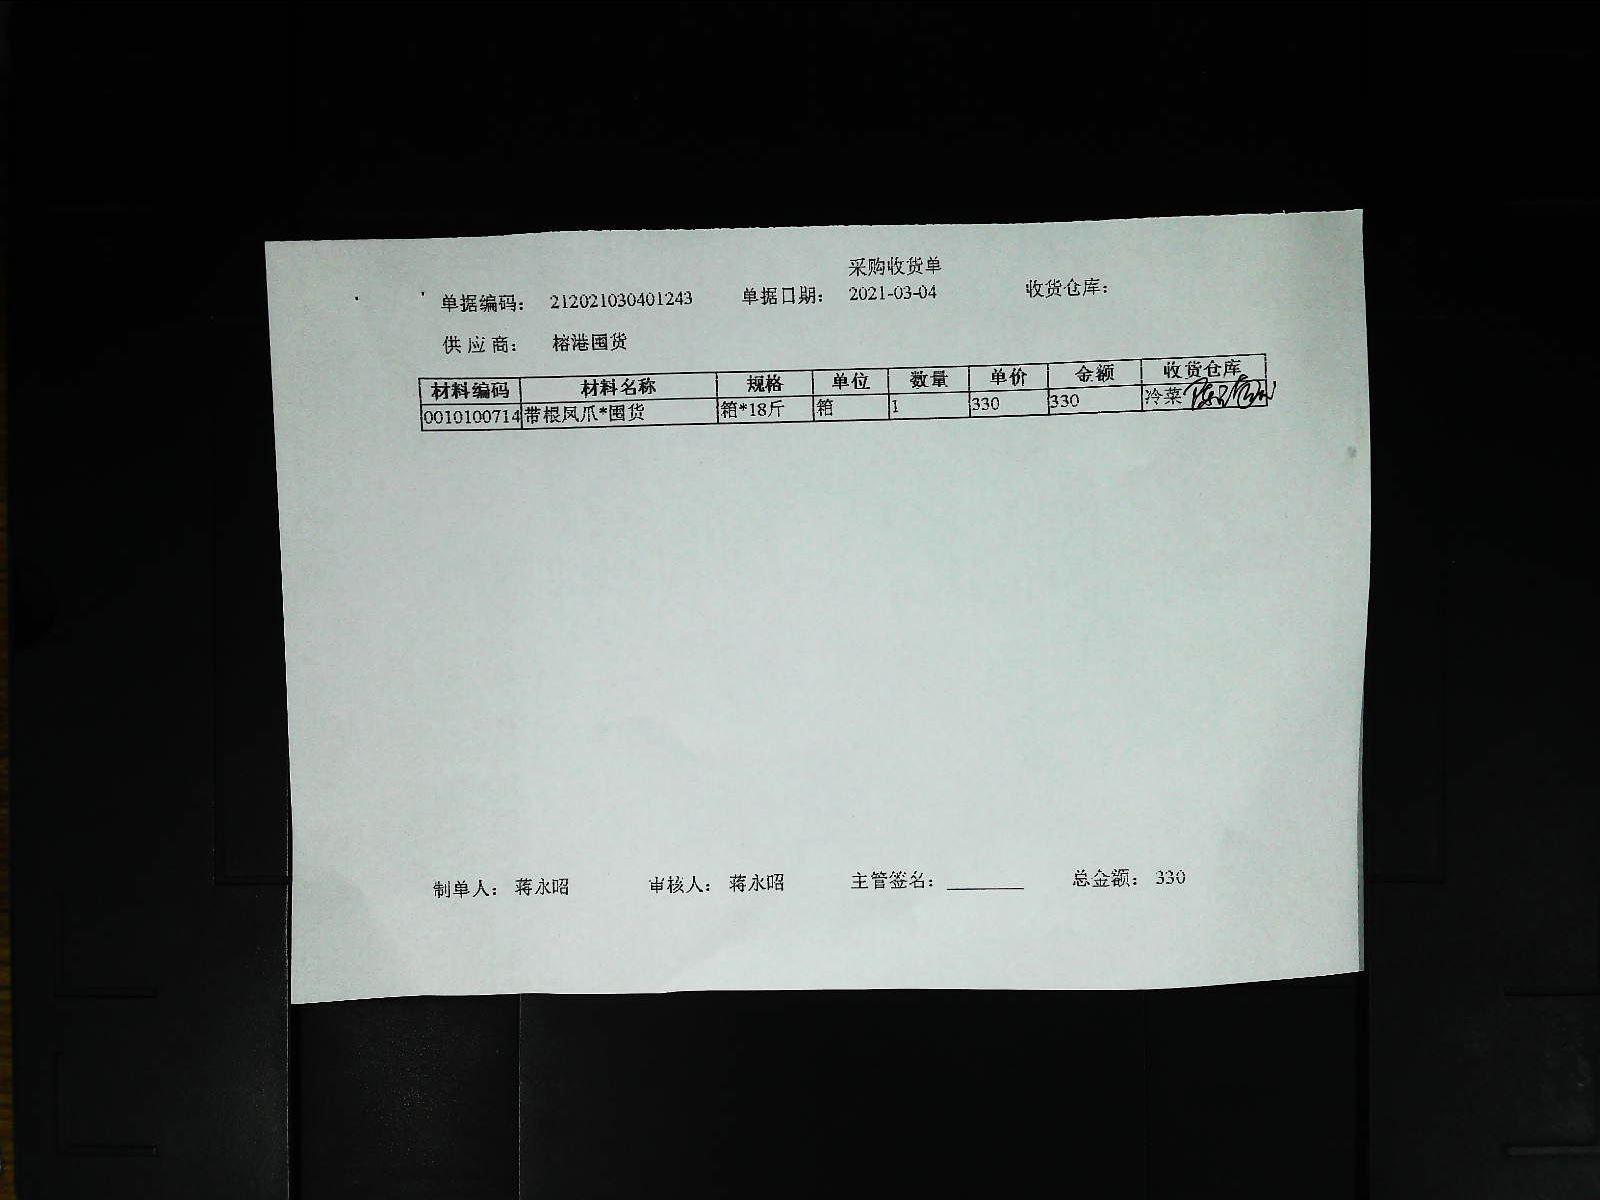 采购收货单
单据编码： 212021030401243 单据日期： 2021-03-04 收货仓库：
供应商： 榕港囤货
材料编码 材料名称 规格 单位 数量 单价 金额 收货仓库
0010100714 带根凤爪*囤货 箱*18斤 箱 1 330 330 冷菜
制单人： 蒋永昭 审核人： 蒋永昭 主管签名： ________ 总金额： 330